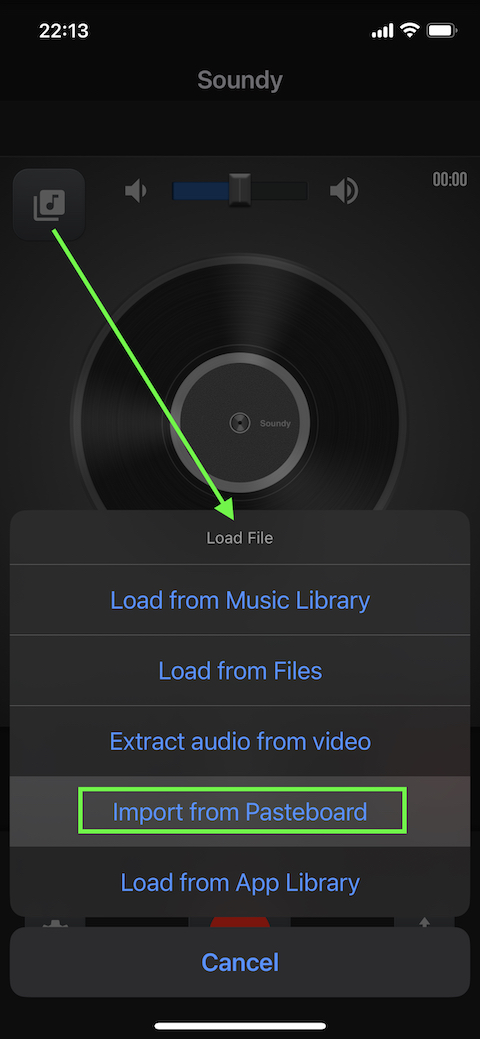 22:13
Soundy
00:00
Soundy
Load File
Load from Music Library
Load from Files
Extract audio from video
Import from Pasteboard
Load from App Library
Cancel